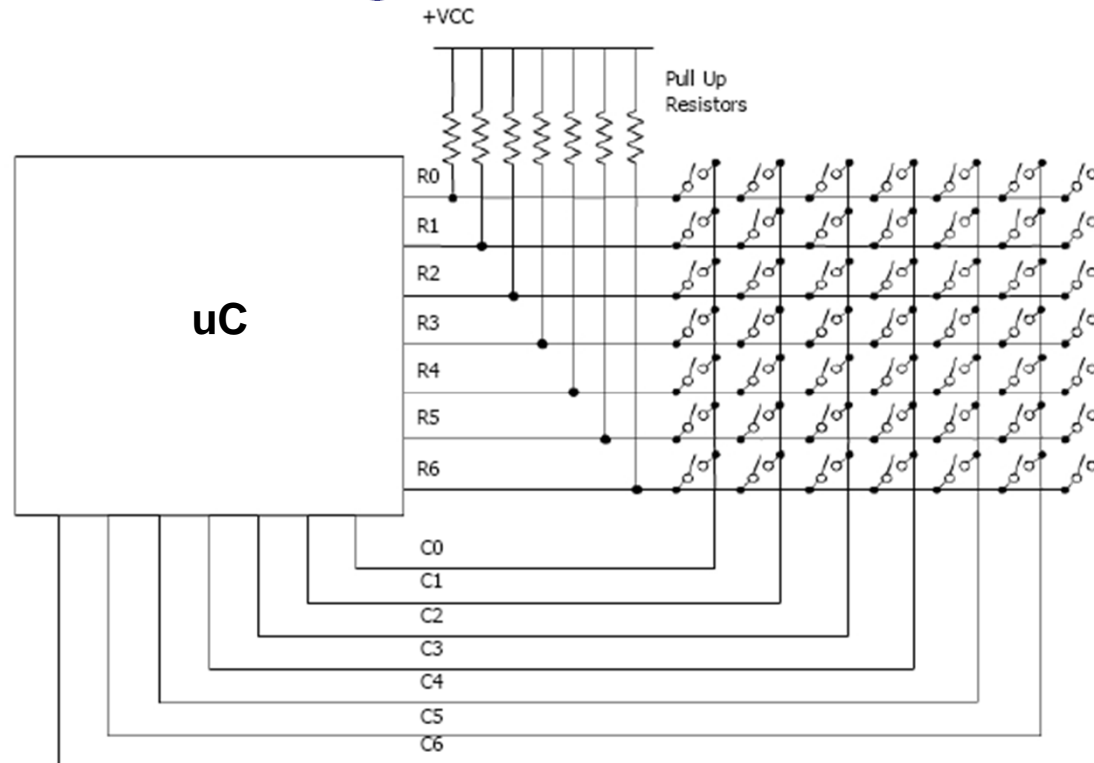 +VCC
Pull Up
Resistors
R0
R1
R2
uC
R3
R4
R5
R6
C0
C1
C2
C3
C4
C5
C6